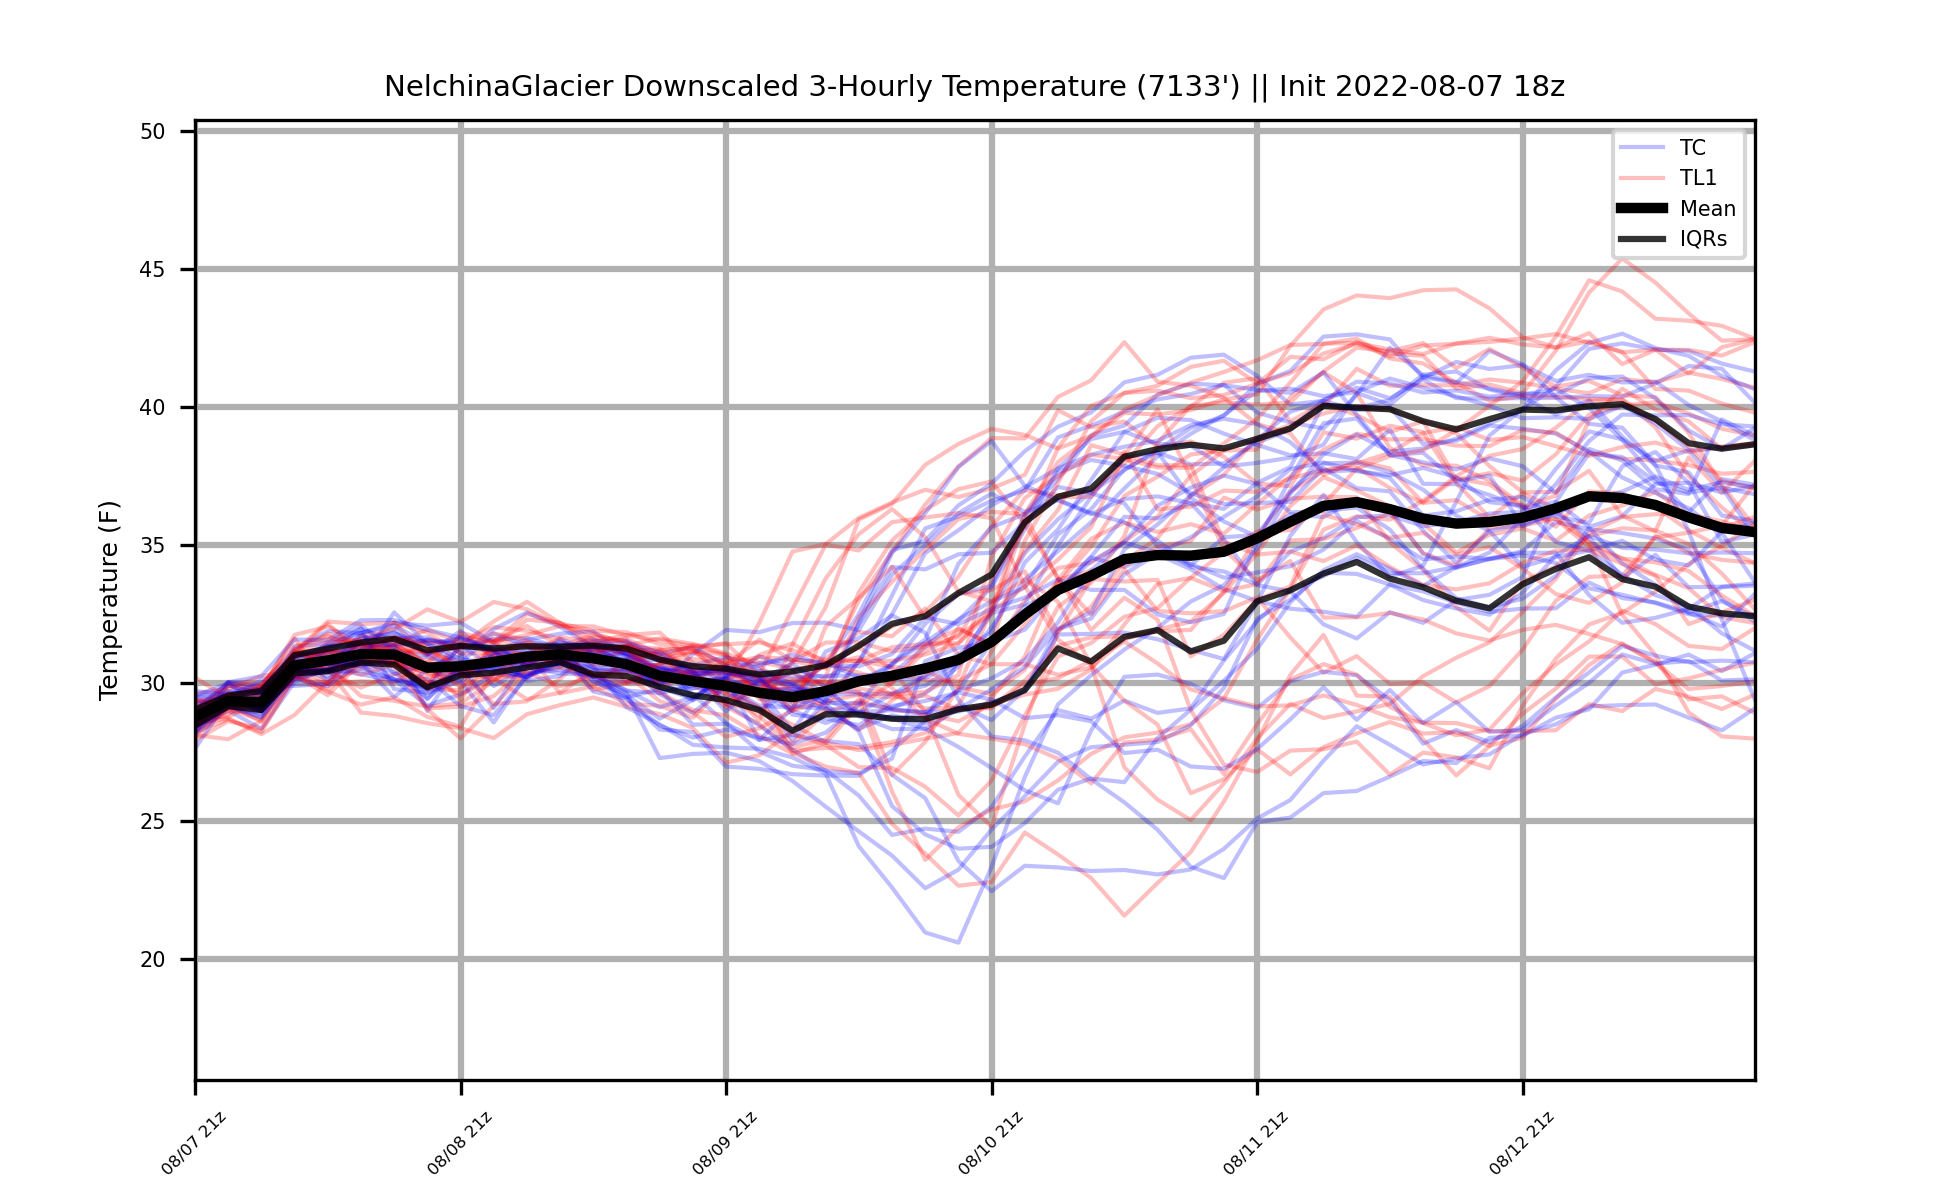 NelchinaGlacier Downscaled 3-Hourly Temperature (7133') || Init 2022-08-07 18z
TC
TL1
Mean
IQRs
Temperature (F)
50
45
40
35
30
25
20
08/07 21z
08/08 21z
08/09 21z
08/10 21z
08/11 21z
08/12 21z